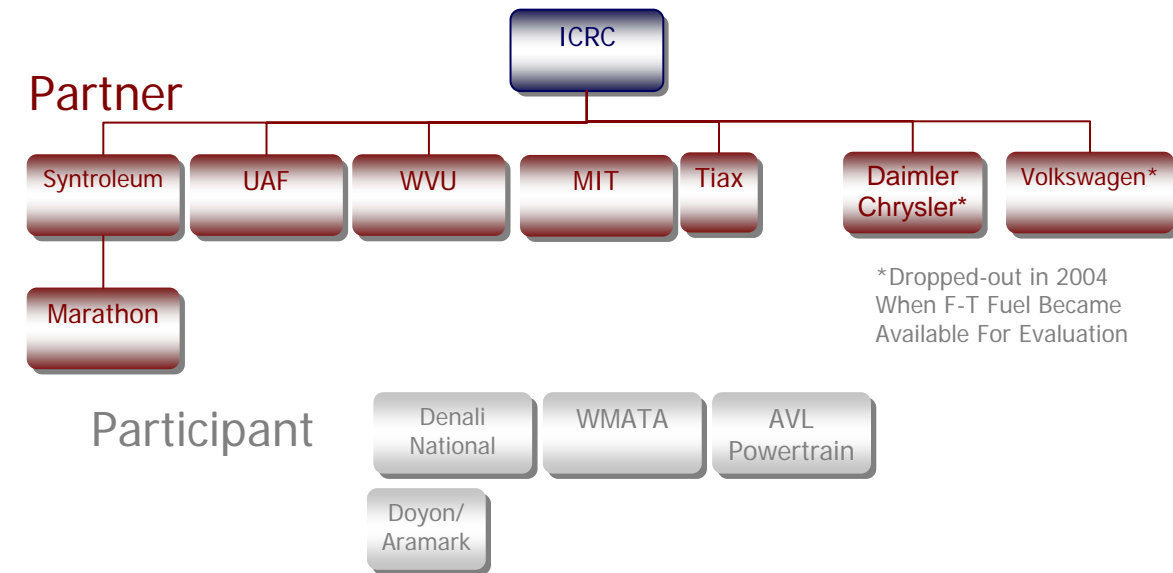 ICRC
Partner
Syntroleum
UAF
WVU
MIT
Tiax
Daimler
Chrysler*
Volkswagen*
Marathon
*Dropped-out in 2004
When F-T Fuel Became
Available For Evaluation
Participant
Denali
National
WMATA
AVL
Powertrain
Doyon/
Aramark